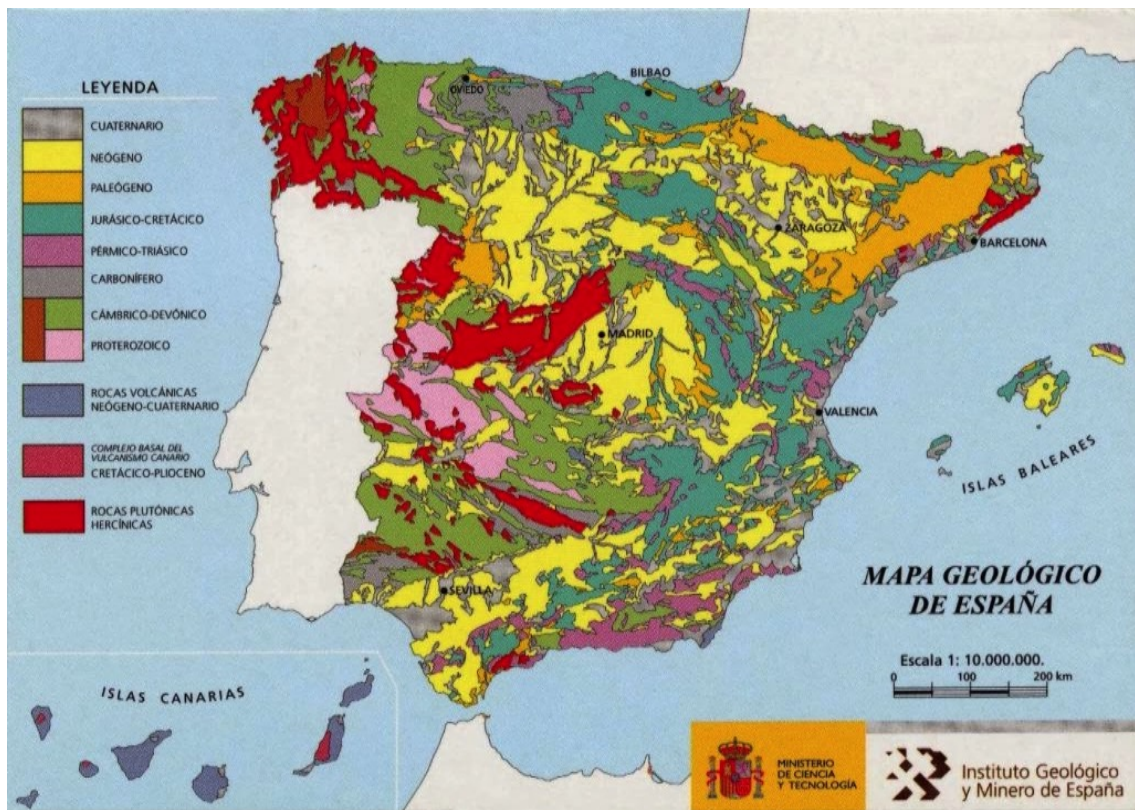 LEYENDA
CUATERNARIO
NEÓGENO
PALEÓGENO
JURÁSICO-CRETÁCICO
PÉRMICO-TRIÁSICO
CARBONÍFERO
CÁMBRICO-DEVÓNICO
PROTEROZOICO
ROCAS VOLCÁNICAS
NEÓGENO-CUATERNARIO
COMPLEJO BASAL DEL
VULCANISMO CANARIO
CRETÁCICO-PLIOCENO
ROCAS PLUTÓNICAS
HERCÍNICAS
OVIEDO
BILBAO
ZARAGOZA
BARCELONA
MADRID
VALENCIA
SEVILLA
ISLAS BALEARES
ISLAS CANARIAS
MAPA GEOLÓGICO
DE ESPAÑA
Escala 1: 10.000.000.
0 100 200 km
MINISTERIO
DE CIENCIA
Y TECNOLOGÍA
Instituto Geológico
y Minero de España